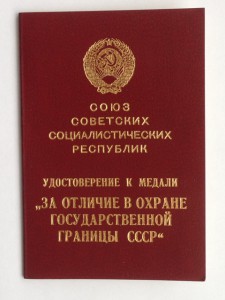 СОЮЗ
СОВЕТСКИХ
СОЦИАЛИСТИЧЕСКИХ
РЕСПУБЛИК
УДОСТОВЕРЕНИЕ К МЕДАЛИ
„ЗА ОТЛИЧИЕ В ОХРАНЕ
ГОСУДАРСТВЕННОЙ
ГРАНИЦЫ СССР“